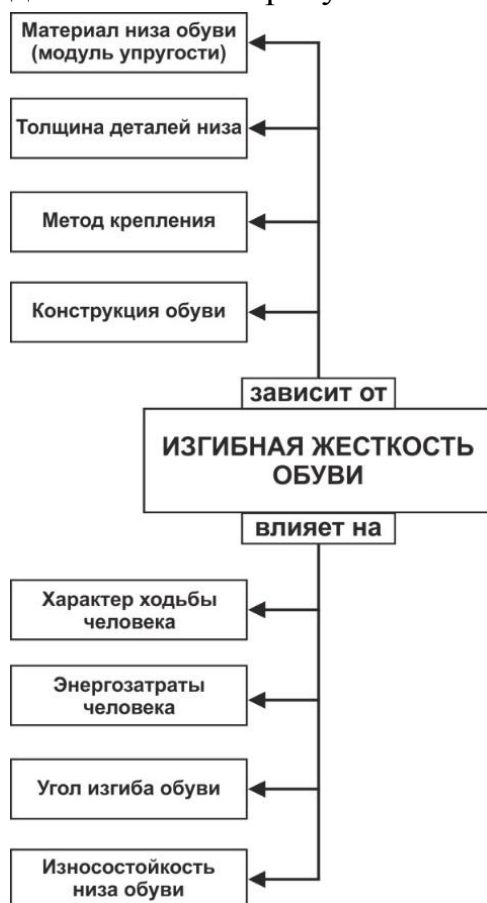 Материал низа обуви
(модуль упругости)
Толщина деталей низа
Метод крепления
Конструкция обуви
зависит от
ИЗГИБНАЯ ЖЕСТКОСТЬ
ОБУВИ
влияет на
Характер ходьбы
человека
Энергозатраты
человека
Угол изгиба обуви
Износостойкость
низа обуви